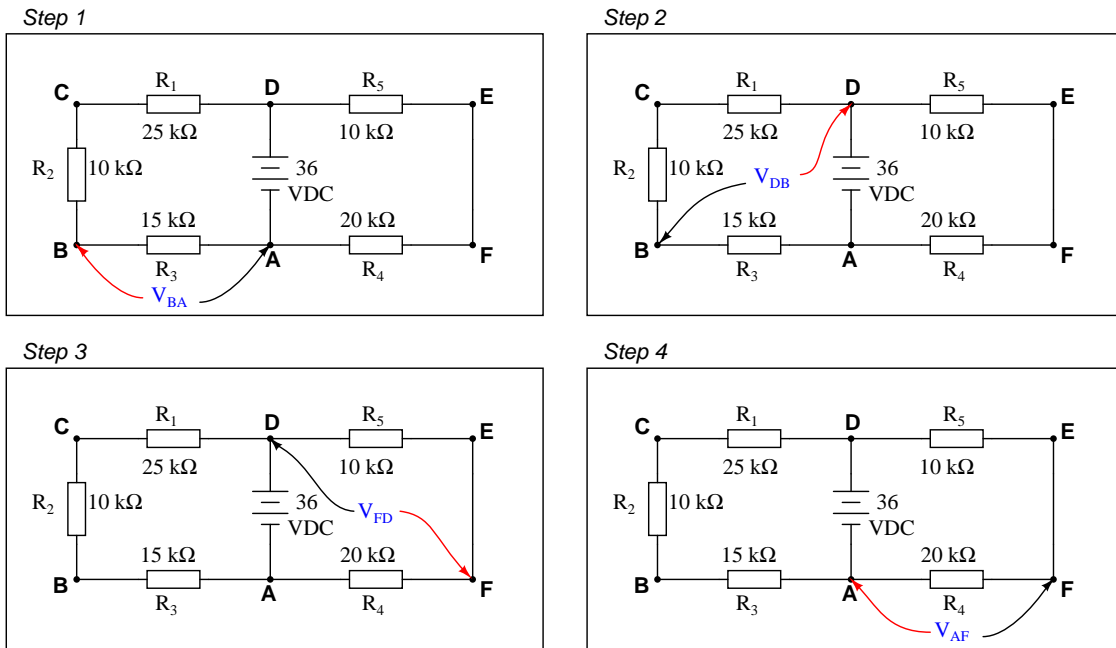 Step 1
C
R1
D
R5
E
25 kΩ
10 kΩ
R2
10 kΩ
36
VDC
15 kΩ
20 kΩ
B
R3
A
R4
F
VBA
Step 2
C
R1
D
R5
E
25 kΩ
10 kΩ
R2
10 kΩ
VDB
36
VDC
15 kΩ
20 kΩ
B
R3
A
R4
F
Step 3
C
R1
D
R5
E
25 kΩ
10 kΩ
R2
10 kΩ
36
VDC
VFD
15 kΩ
20 kΩ
B
R3
A
R4
F
Step 4
C
R1
D
R5
E
25 kΩ
10 kΩ
R2
10 kΩ
36
VDC
15 kΩ
20 kΩ
B
R3
A
R4
F
VAF